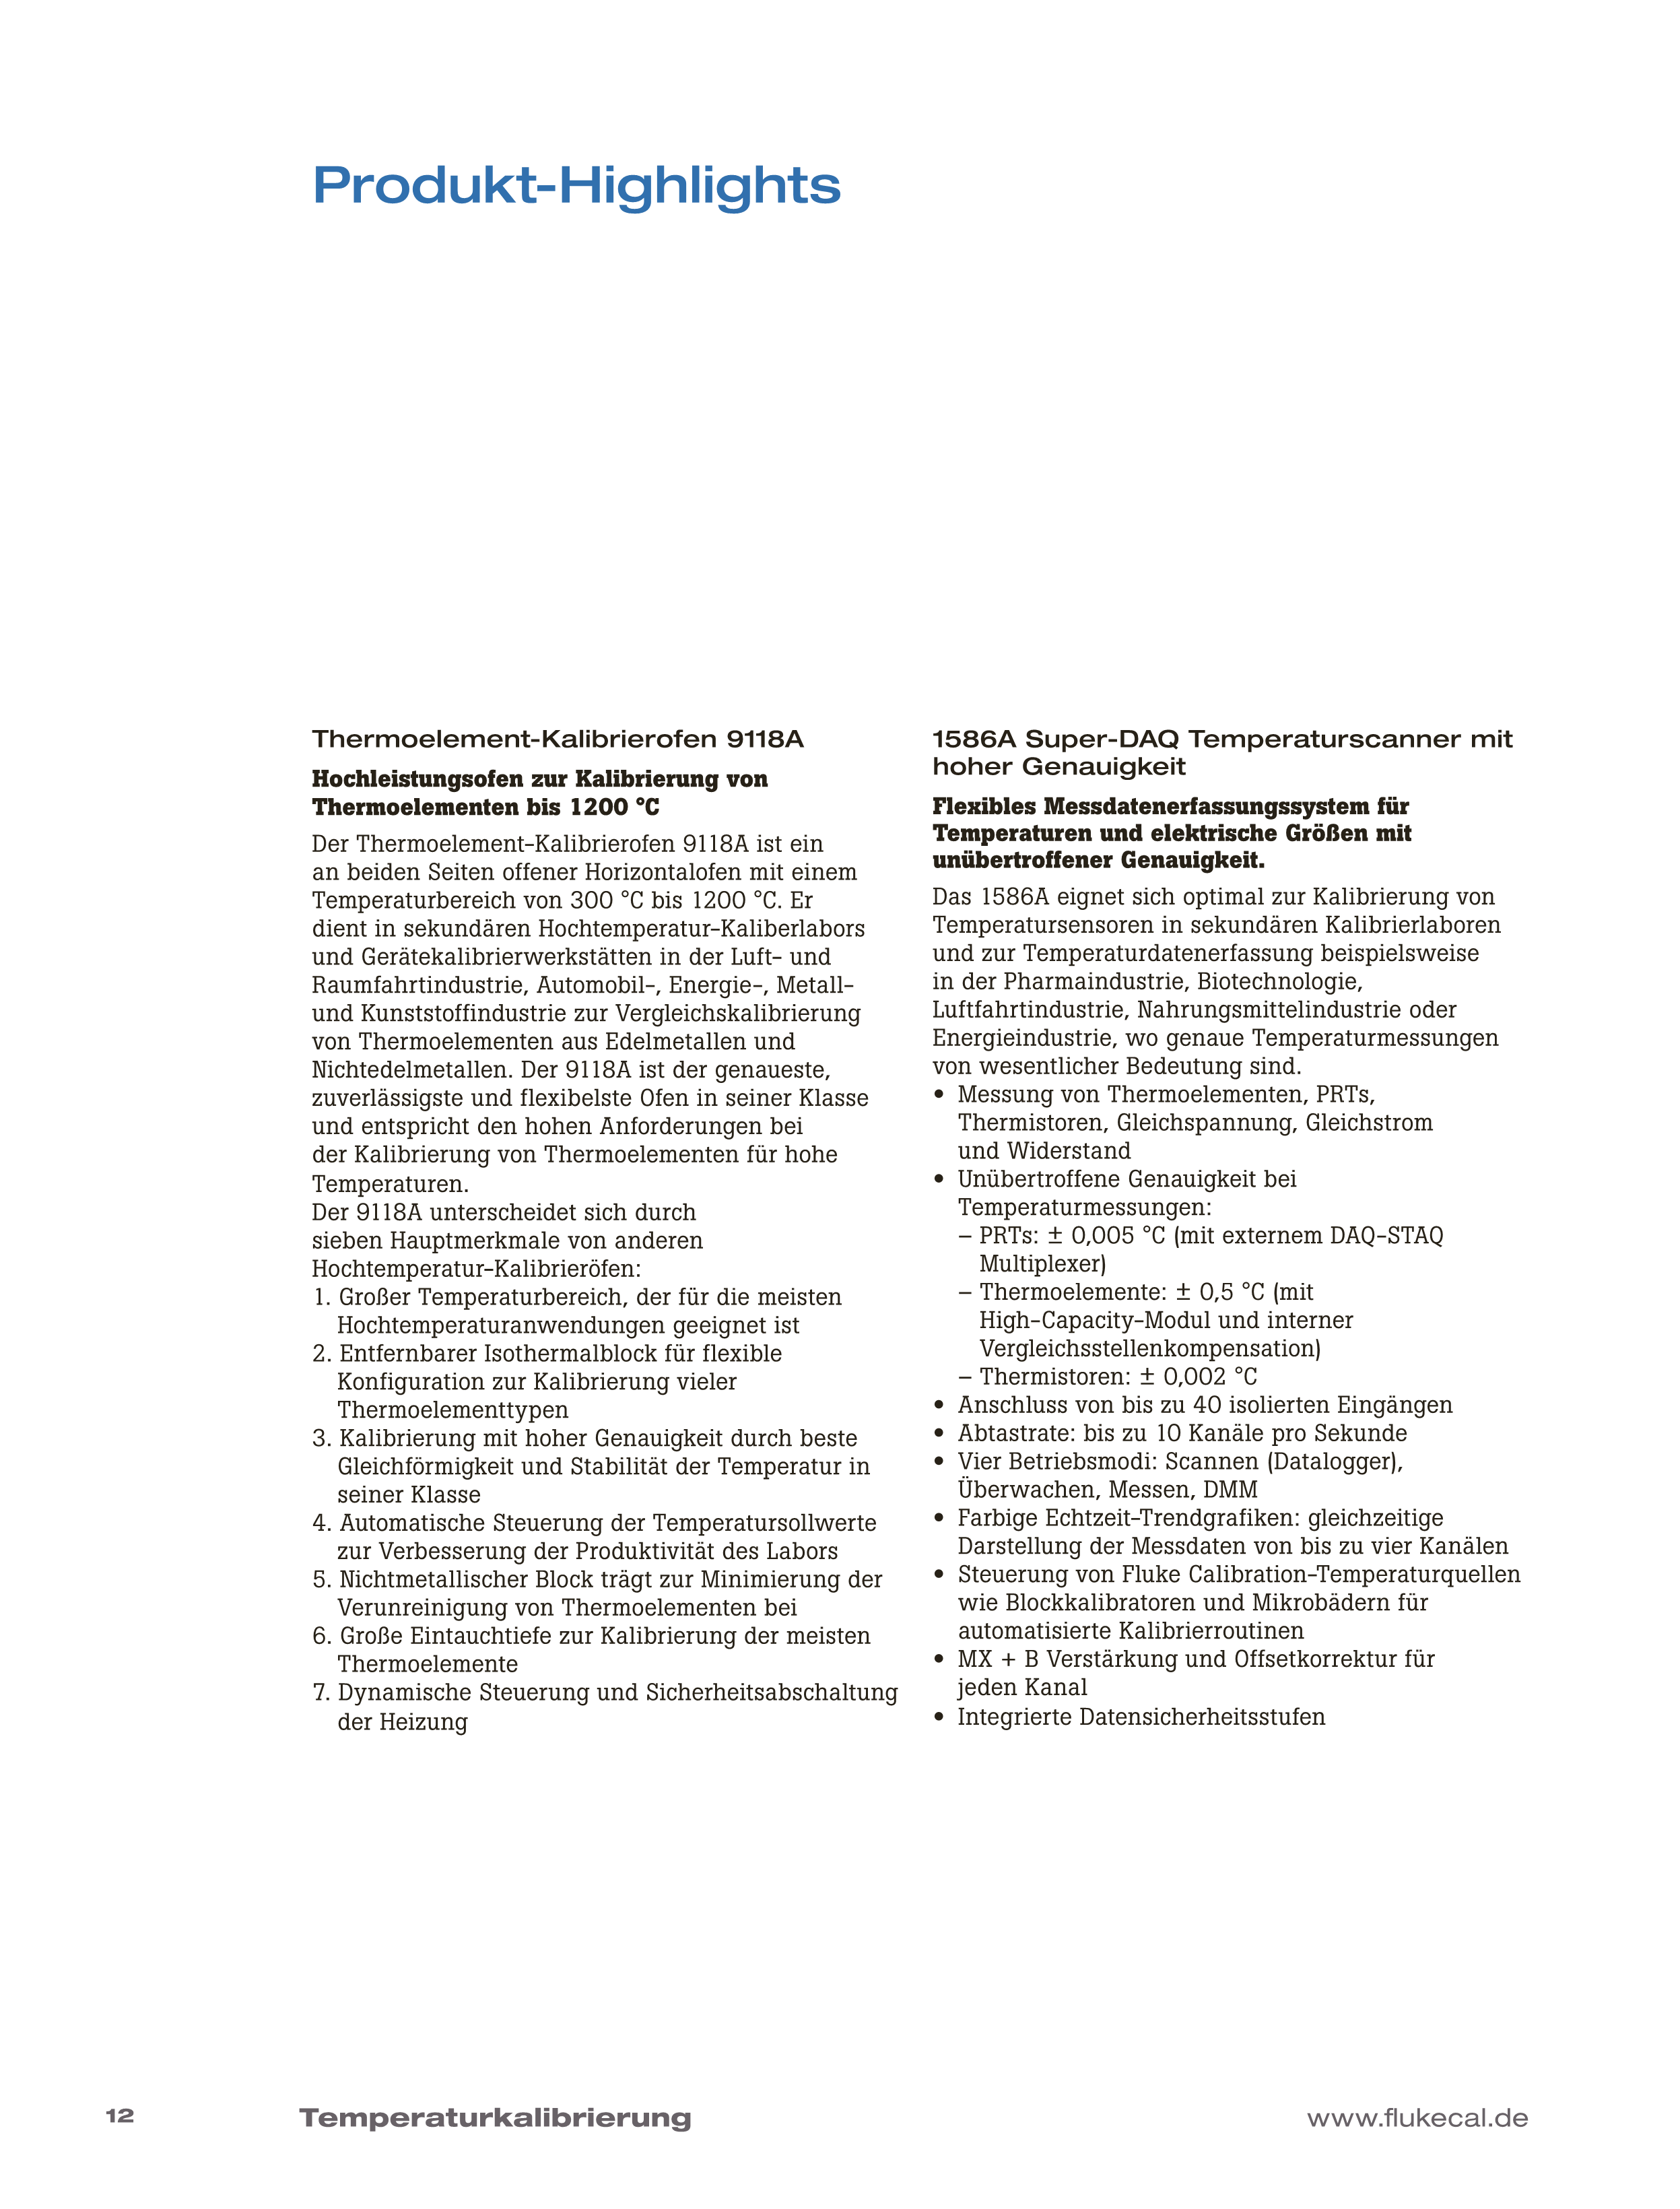 Produkt-Highlights
Thermoelement-Kalibrierofen 9118A
Hochleistungsofen zur Kalibrierung von
Thermoelementen bis 1200 °C
Der Thermoelement-Kalibrierofen 9118A ist ein
an beiden Seiten offener Horizontalofen mit einem
Temperaturbereich von 300 °C bis 1200 °C. Er
dient in sekundären Hochtemperatur-Kaliberlabors
und Gerätekalibrierwerkstätten in der Luft- und
Raumfahrtindustrie, Automobil-, Energie-, Metall-
und Kunststoffindustrie zur Vergleichskalibrierung
von Thermoelementen aus Edelmetallen und
Nichtedelmetallen. Der 9118A ist der genaueste,
zuverlässigste und flexibelste Ofen in seiner Klasse
und entspricht den hohen Anforderungen bei
der Kalibrierung von Thermoelementen für hohe
Temperaturen.
Der 9118A unterscheidet sich durch
sieben Hauptmerkmale von anderen
Hochtemperatur-Kalibrieröfen:
1. Großer Temperaturbereich, der für die meisten
Hochtemperaturanwendungen geeignet ist
2. Entfernbarer Isothermalblock für flexible
Konfiguration zur Kalibrierung vieler
Thermoelementtypen
3. Kalibrierung mit hoher Genauigkeit durch beste
Gleichförmigkeit und Stabilität der Temperatur in
seiner Klasse
4. Automatische Steuerung der Temperatursollwerte
zur Verbesserung der Produktivität des Labors
5. Nichtmetallischer Block trägt zur Minimierung der
Verunreinigung von Thermoelementen bei
6. Große Eintauchtiefe zur Kalibrierung der meisten
Thermoelemente
7. Dynamische Steuerung und Sicherheitsabschaltung
der Heizung
1586A Super-DAQ Temperaturscanner mit
hoher Genauigkeit
Flexibles Messdatenerfassungssystem für
Temperaturen und elektrische Größen mit
unübertroffener Genauigkeit.
Das 1586A eignet sich optimal zur Kalibrierung von
Temperatursensoren in sekundären Kalibrierlaboren
und zur Temperaturdatenerfassung beispielsweise
in der Pharmaindustrie, Biotechnologie,
Luftfahrtindustrie, Nahrungsmittelindustrie oder
Energieindustrie, wo genaue Temperaturmessungen
von wesentlicher Bedeutung sind.
• Messung von Thermoelementen, PRTs,
Thermistoren, Gleichspannung, Gleichstrom
und Widerstand
• Unübertroffene Genauigkeit bei
Temperaturmessungen:
– PRTs: ± 0,005 °C (mit externem DAQ-STAQ
Multiplexer)
– Thermoelemente: ± 0,5 °C (mit
High-Capacity-Modul und interner
Vergleichsstellenkompensation)
– Thermistoren: ± 0,002 °C
• Anschluss von bis zu 40 isolierten Eingängen
• Abtastrate: bis zu 10 Kanäle pro Sekunde
• Vier Betriebsmodi: Scannen (Datalogger),
Überwachen, Messen, DMM
• Farbige Echtzeit-Trendgrafiken: gleichzeitige
Darstellung der Messdaten von bis zu vier Kanälen
• Steuerung von Fluke Calibration-Temperaturquellen
wie Blockkalibratoren und Mikrobädern für
automatisierte Kalibrierroutinen
• MX + B Verstärkung und Offsetkorrektur für
jeden Kanal
• Integrierte Datensicherheitsstufen
12 Temperaturkalibrierung www.flukecal.de